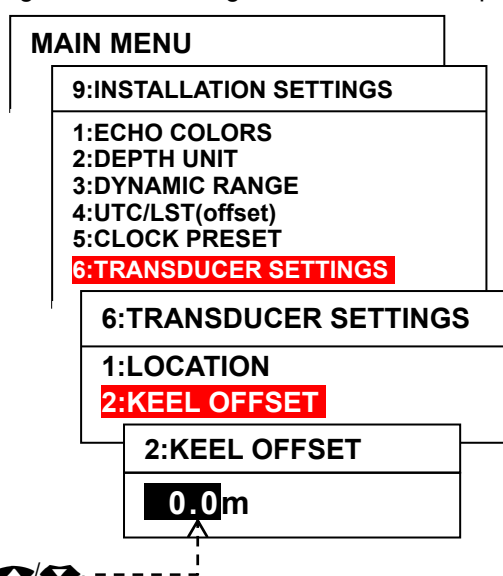 MAIN MENU
9:INSTALLATION SETTINGS
1:ECHO COLORS
2:DEPTH UNIT
3:DYNAMIC RANGE
4:UTC/LST(offset)
5:CLOCK PRESET
6:TRANSDUCER SETTINGS
6:TRANSDUCER SETTINGS
1:LOCATION
2:KEEL OFFSET
2:KEEL OFFSET
0.0m